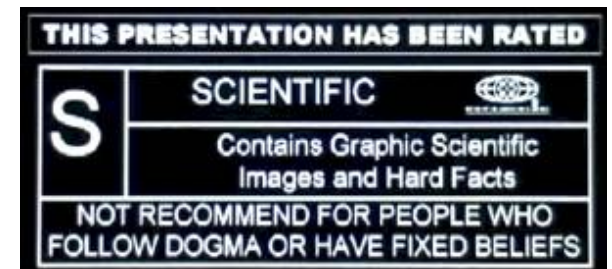 THIS PRESENTATION HAS BEEN RATED
S
SCIENTIFIC
Contains Graphic Scientific
Images and Hard Facts
NOT RECOMMEND FOR PEOPLE WHO
FOLLOW DOGMA OR HAVE FIXED BELIEFS